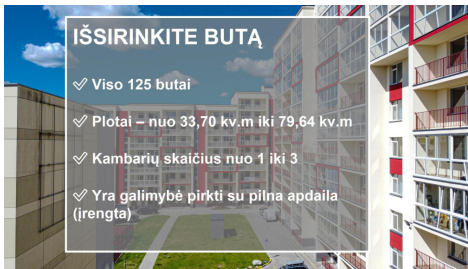 IŠSIRINKITE BUTĄ
✓ Viso 125 butai
✓ Plotai – nuo 33,70 kv.m iki 79,64 kv.m
✓ Kambarių skaičius nuo 1 iki 3
✓ Yra galimybė pirkti su pilna apdaila
(įrengta)